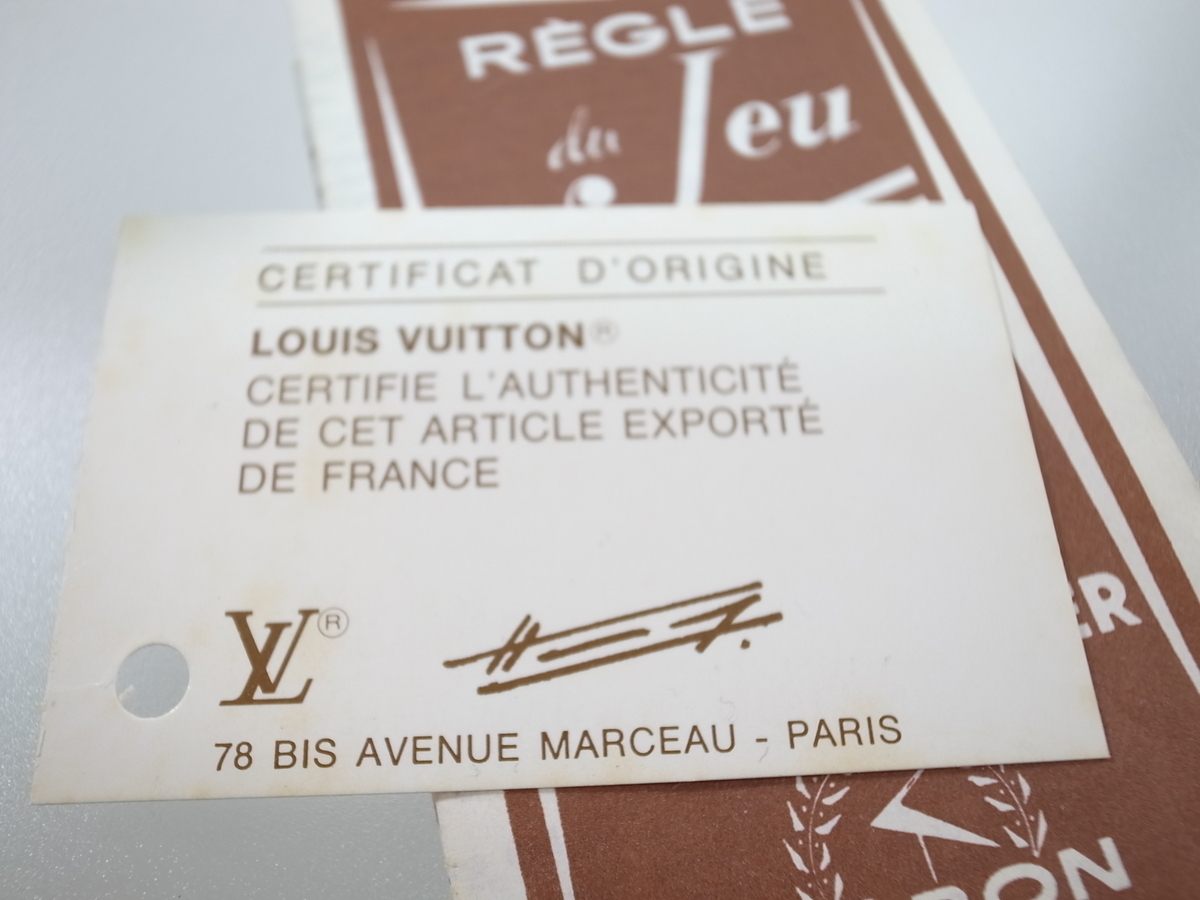 RÈGLE
du Jeu
CERTIFICAT D'ORIGINE
LOUIS VUITTON®
CERTIFIE L'AUTHENTICITÉ
DE CET ARTICLE EXPORTÉ
DE FRANCE
LV®
78 BIS AVENUE MARCEAU - PARIS